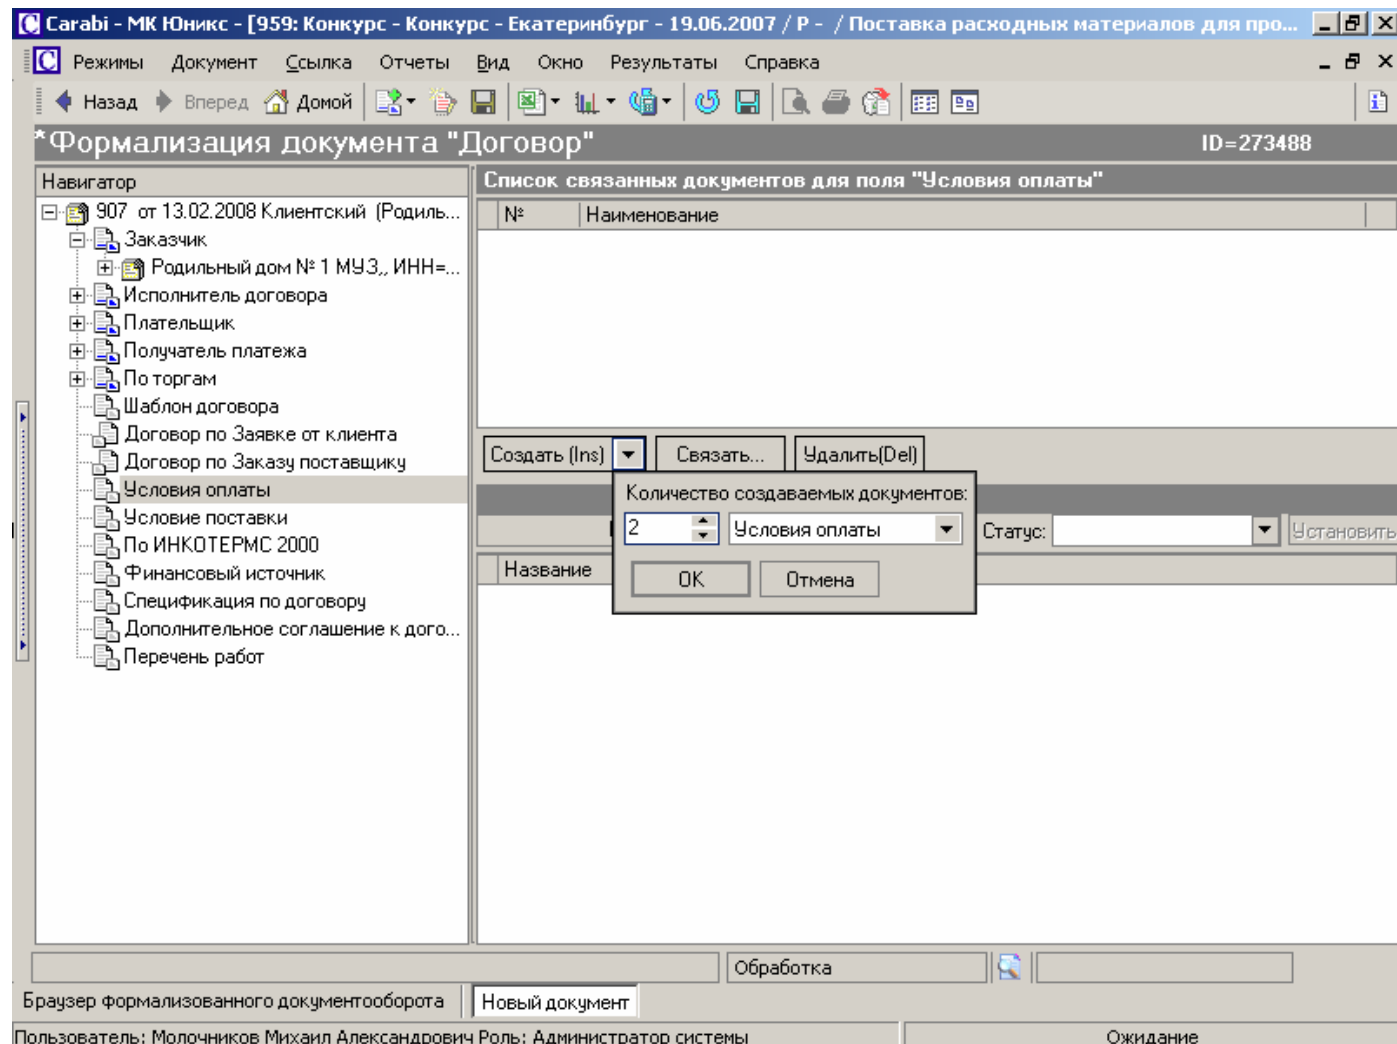 Carabi - МК Юникс - [959: Конкурс - Конкурс - Екатеринбург - 19.06.2007 / Р - / Поставка расходных материалов для про...
Режимы Документ Ссылка Отчеты Вид Окно Результаты Справка
Назад Вперед Домой
*Формализация документа "Договор" ID=273488
Навигатор
907 от 13.02.2008 Клиентский (Родиль...
Заказчик
Родильный дом № 1 МУЗ,, ИНН=...
Исполнитель договора
Плательщик
Получатель платежа
По торгам
Шаблон договора
Договор по Заявке от клиента
Договор по Заказу поставщику
Условия оплаты
Условие поставки
По ИНКОТЕРМС 2000
Финансовый источник
Спецификация по договору
Дополнительное соглашение к дого...
Перечень работ
Список связанных документов для поля "Условия оплаты"
№ Наименование
Создать (Ins) Связать... Удалить(Del)
Количество создаваемых документов:
2 Условия оплаты Статус: Установить
Название
ОК Отмена
Обработка
Браузер формализованного документооборота Новый документ
Пользователь: Молочников Михаил Александрович Роль: Администратор системы Ожидание